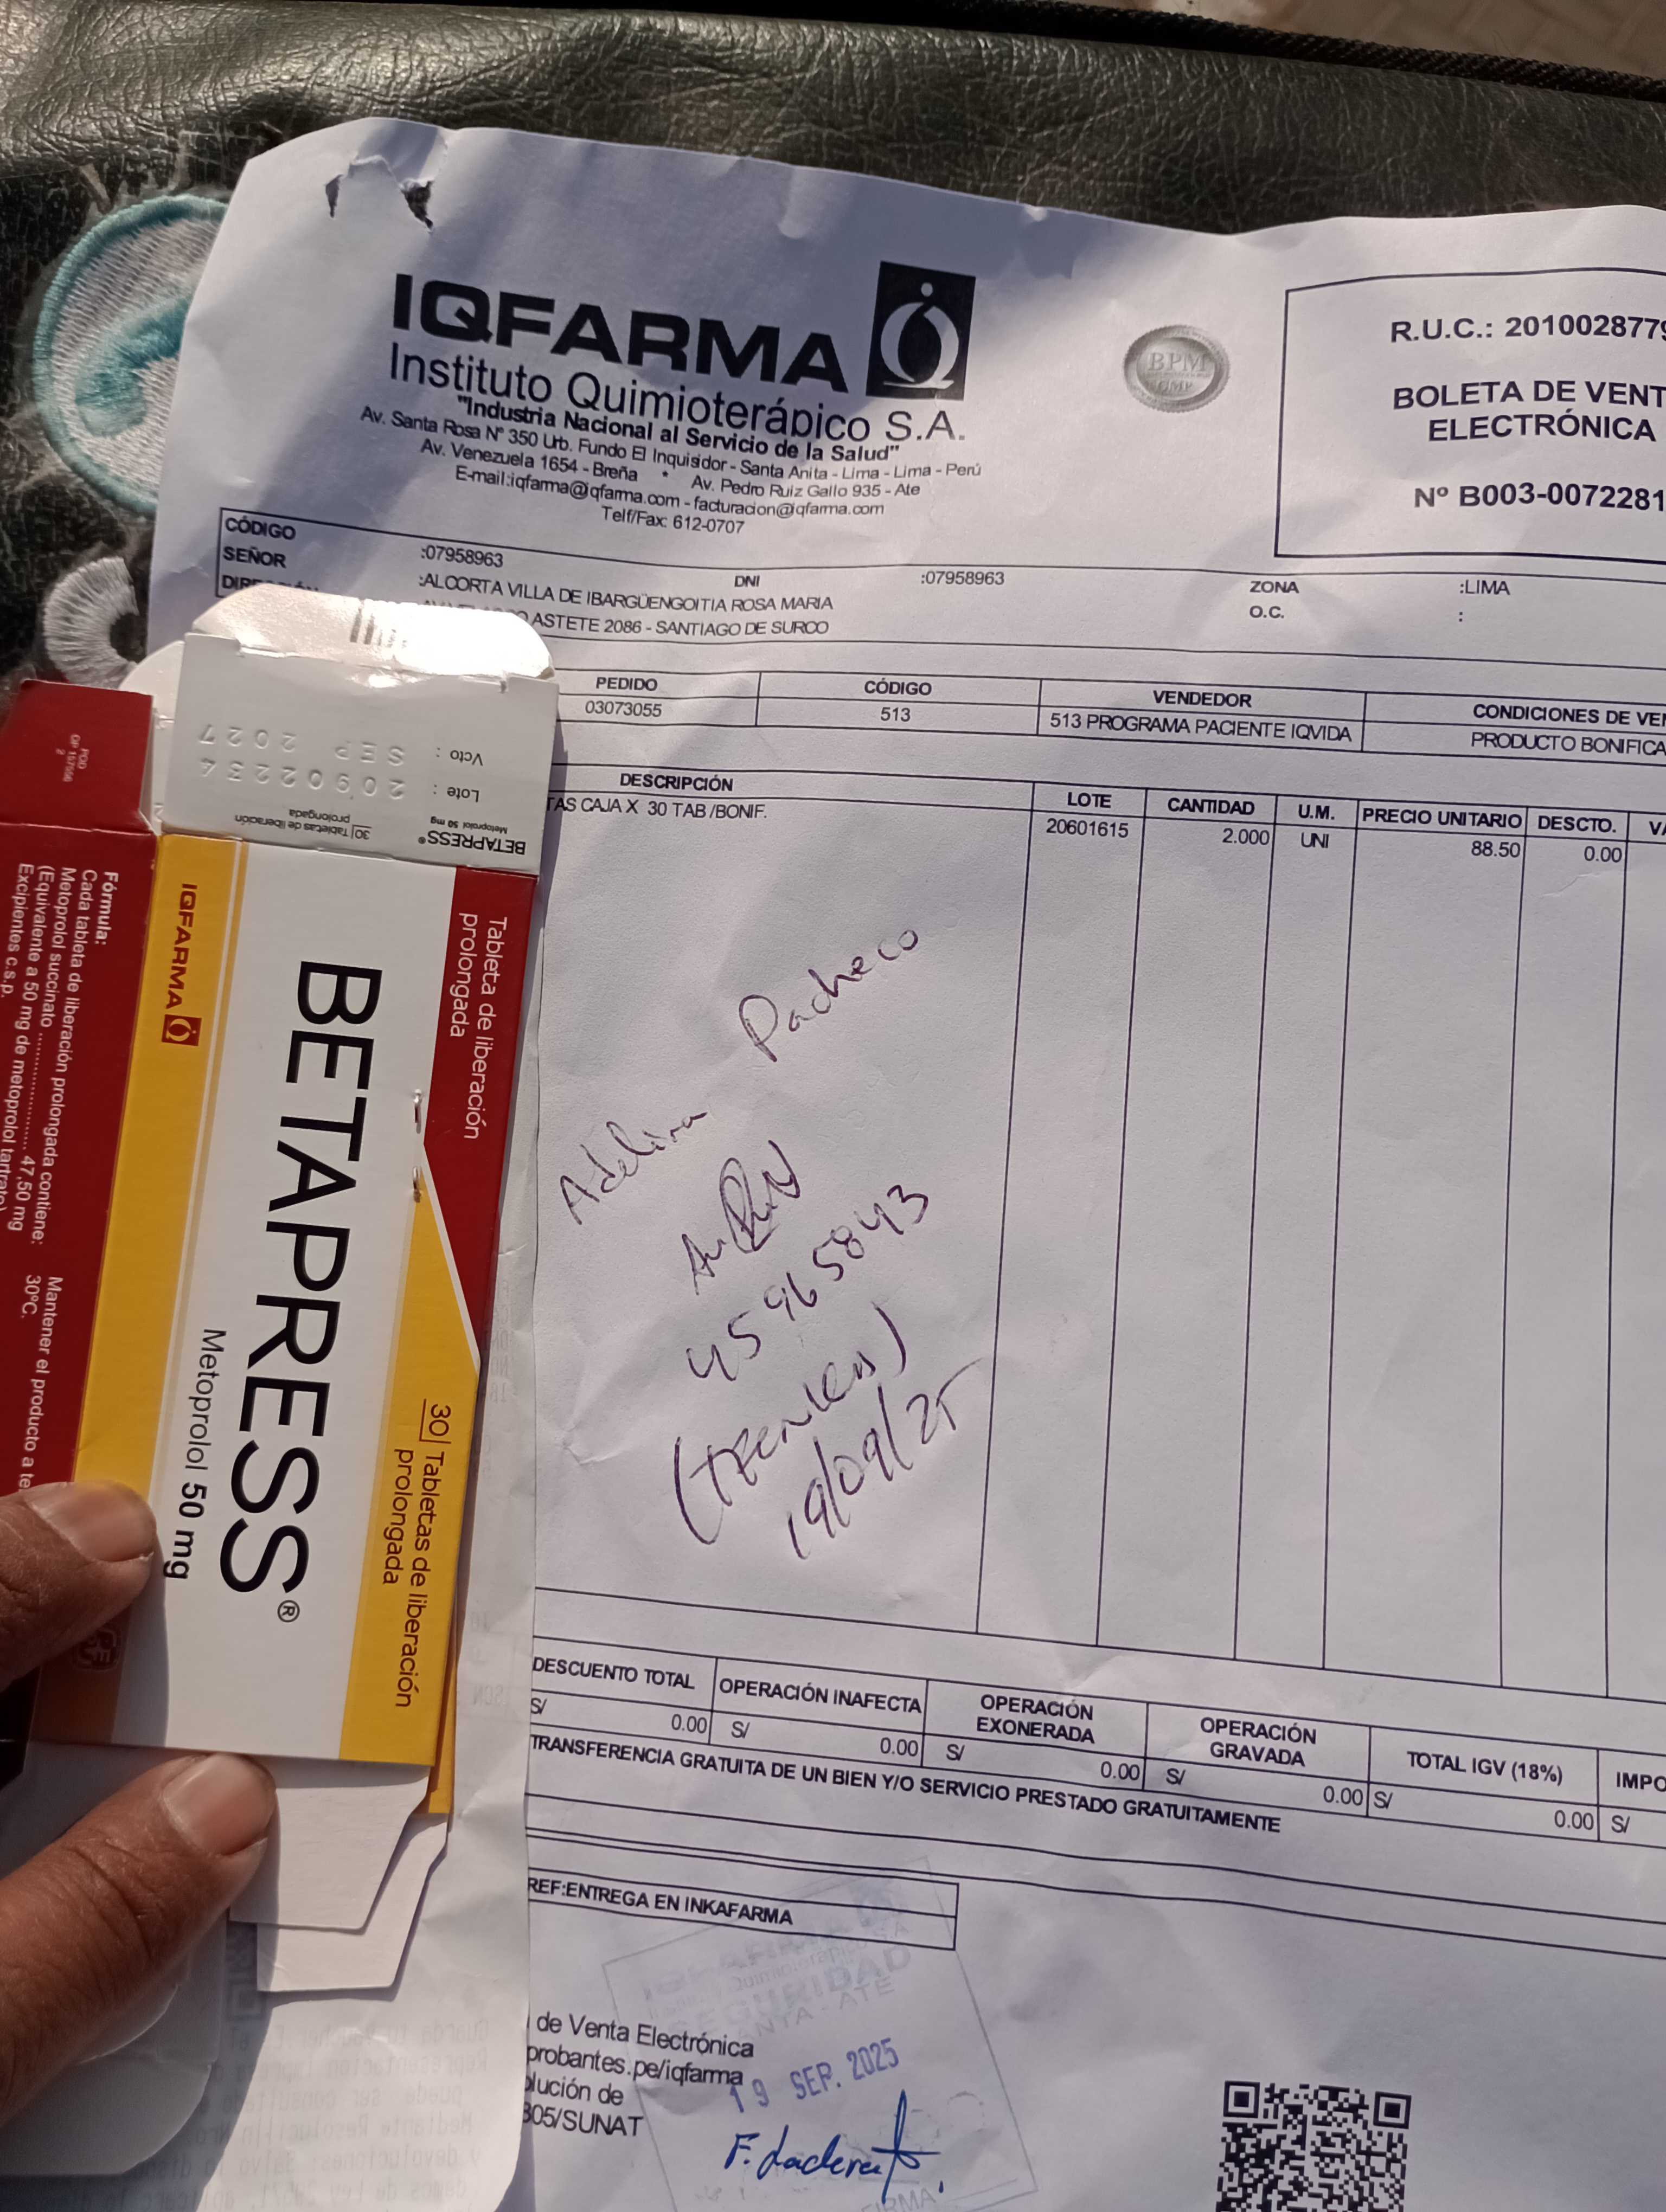 IQFARMA
Instituto Quimioterápico S.A.
"Industria Nacional al Servicio de la Salud"
Av. Santa Rosa N° 350 Urb. Fundo El Inquisidor - Santa Anita - Lima - Lima - Perú
Av. Venezuela 1654 - Breña * Av. Pedro Ruiz Gallo 935 - Ate
E-mail:iqfarma@iqfarma.com - facturacion@iqfarma.com
Telf/Fax: 612-0707
BPM
GMP
R.U.C.: 2010028779
BOLETA DE VENT
ELECTRÓNICA
Nº B003-0072281
CÓDIGO :07958963 DNI :07958963 ZONA :LIMA
SEÑOR :ALCORTA VILLA DE IBARGÜENGOITIA ROSA MARIA O.C. :
ASTETE 2086 - SANTIAGO DE SURCO
PEDIDO CÓDIGO VENDEDOR CONDICIONES DE VE
03073055 513 513 PROGRAMA PACIENTE IQVIDA PRODUCTO BONIFICA
DESCRIPCIÓN LOTE CANTIDAD U.M. PRECIO UNITARIO DESCTO. VA
TAS CAJA X 30 TAB /BONIF. 20601615 2.000 UNI 88.50 0.00
Adelina Pacheco
45965843
19/09/25
DESCUENTO TOTAL OPERACIÓN INAFECTA OPERACIÓN EXONERADA OPERACIÓN GRAVADA TOTAL IGV (18%) IMPO
S/ 0.00 S/ 0.00 S/ 0.00 S/ 0.00 S/ 0.00 S/
TRANSFERENCIA GRATUITA DE UN BIEN Y/O SERVICIO PRESTADO GRATUITAMENTE
REF:ENTREGA EN INKAFARMA
de Venta Electrónica
probantes.pe/iqfarma
olución de
305/SUNAT
SEGURIDAD
19 SEP. 2025
Vcto : SEP 2027
Lote : 20902234
BETAPRESS®
Metoprolol 50 mg
30 Tabletas de liberación
prolongada
Tableta de liberación
prolongada
30 Tabletas de liberación
prolongada
BETAPRESS®
Metoprolol 50 mg
IQFARMA
Fórmula:
Cada tableta de liberación prolongada contiene:
Metoprolol succinato .................... 47,50 mg
(Equivalente a 50 mg de metoprolol tartrato)
Excipientes c.s.p.
Mantener el producto a te
30°C.